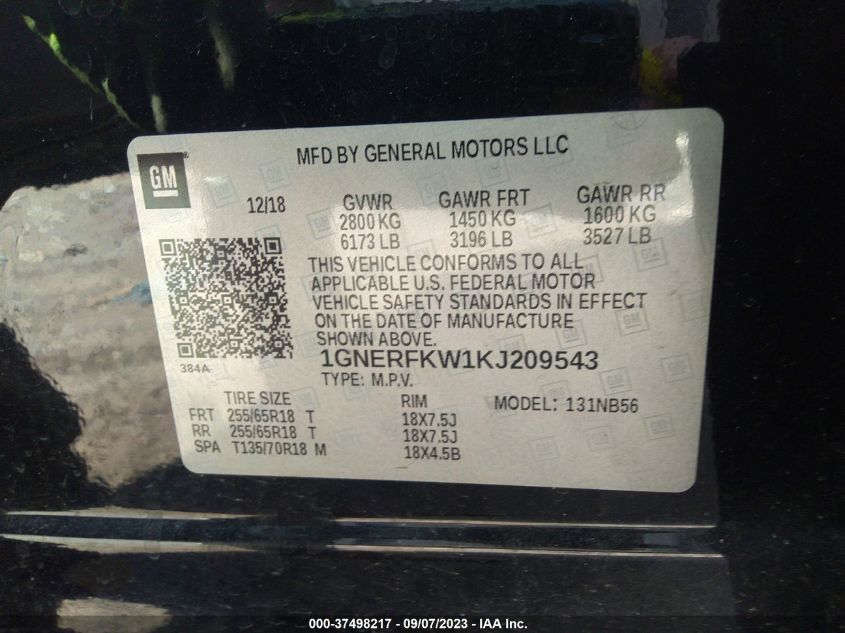 MFD BY GENERAL MOTORS LLC
GM®
12/18 GVWR GAWR FRT GAWR RR
2800 KG 1450 KG 1600 KG
6173 LB 3196 LB 3527 LB
THIS VEHICLE CONFORMS TO ALL
APPLICABLE U.S. FEDERAL MOTOR
VEHICLE SAFETY STANDARDS IN EFFECT
ON THE DATE OF MANUFACTURE
SHOWN ABOVE.
384A
1GNERFKW1KJ209543
TYPE: M.P.V.
TIRE SIZE RIM MODEL: 131NB56
FRT 255/65R18 T 18X7.5J
RR 255/65R18 T 18X7.5J
SPA T135/70R18 M 18X4.5B
000-37498217 - 09/07/2023 - IAA Inc.